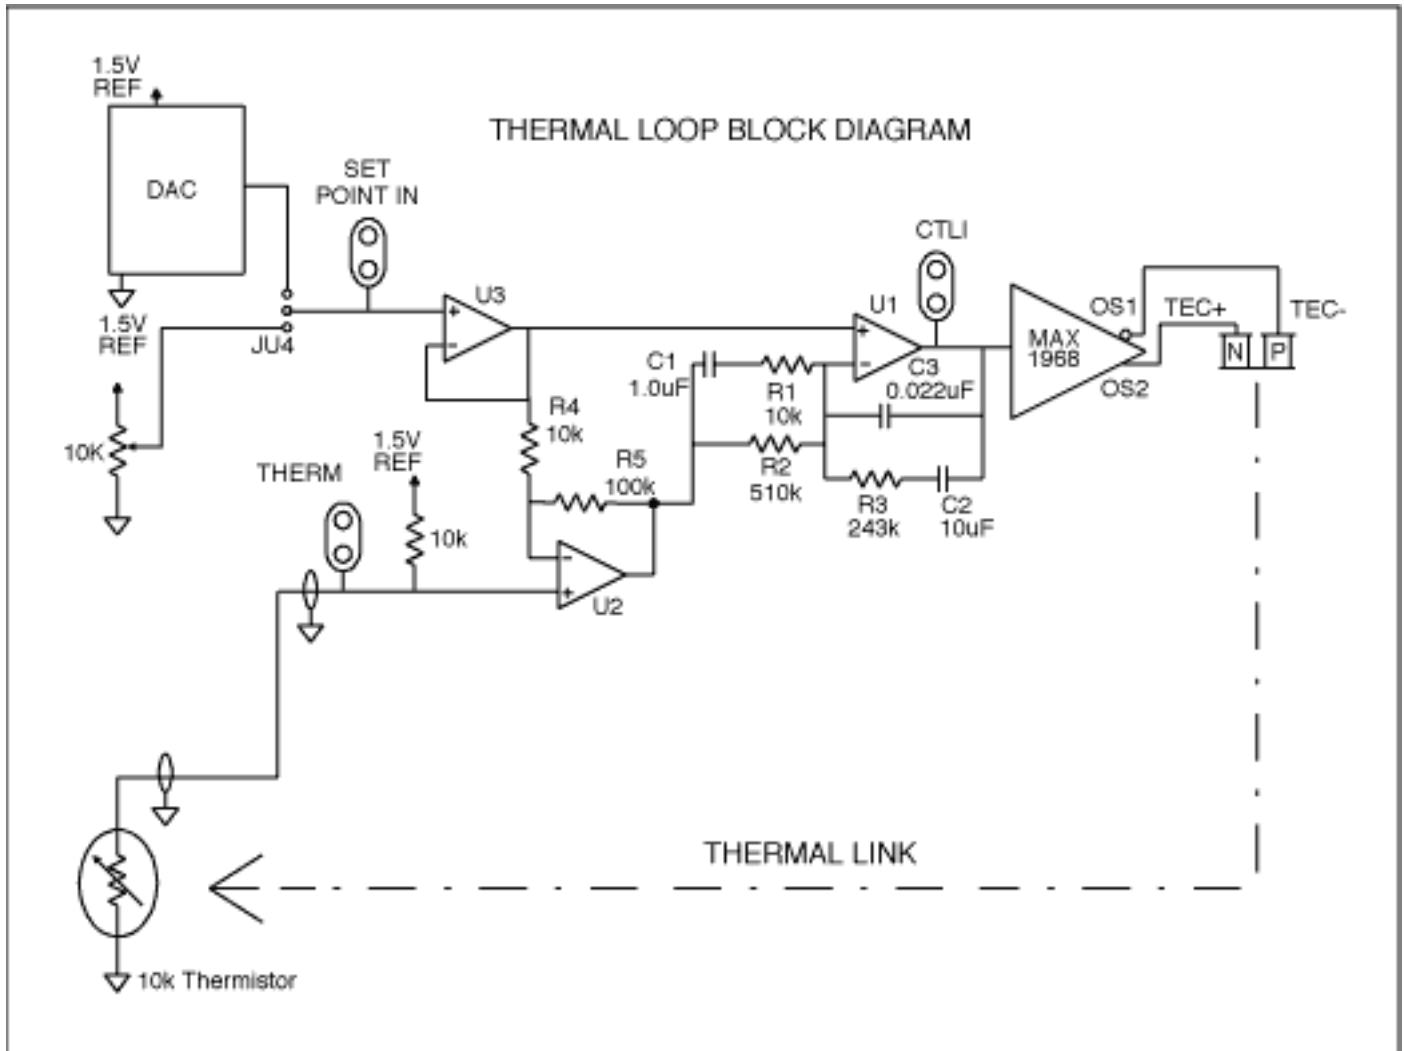 1.5V
REF
THERMAL LOOP BLOCK DIAGRAM
DAC
SET
POINT IN
CTLI
U3
U1
OS1
TEC+
TEC-
1.5V
REF
JU4
+
−
+
−
MAX
1968
N
P
OS2
C1
1.0uF
R1
10k
C3
0.022uF
R4
10k
10K
1.5V
REF
THERM
R5
100k
R2
510k
R3
243k
C2
10uF
10k
−
+
U2
THERMAL LINK
10k Thermistor